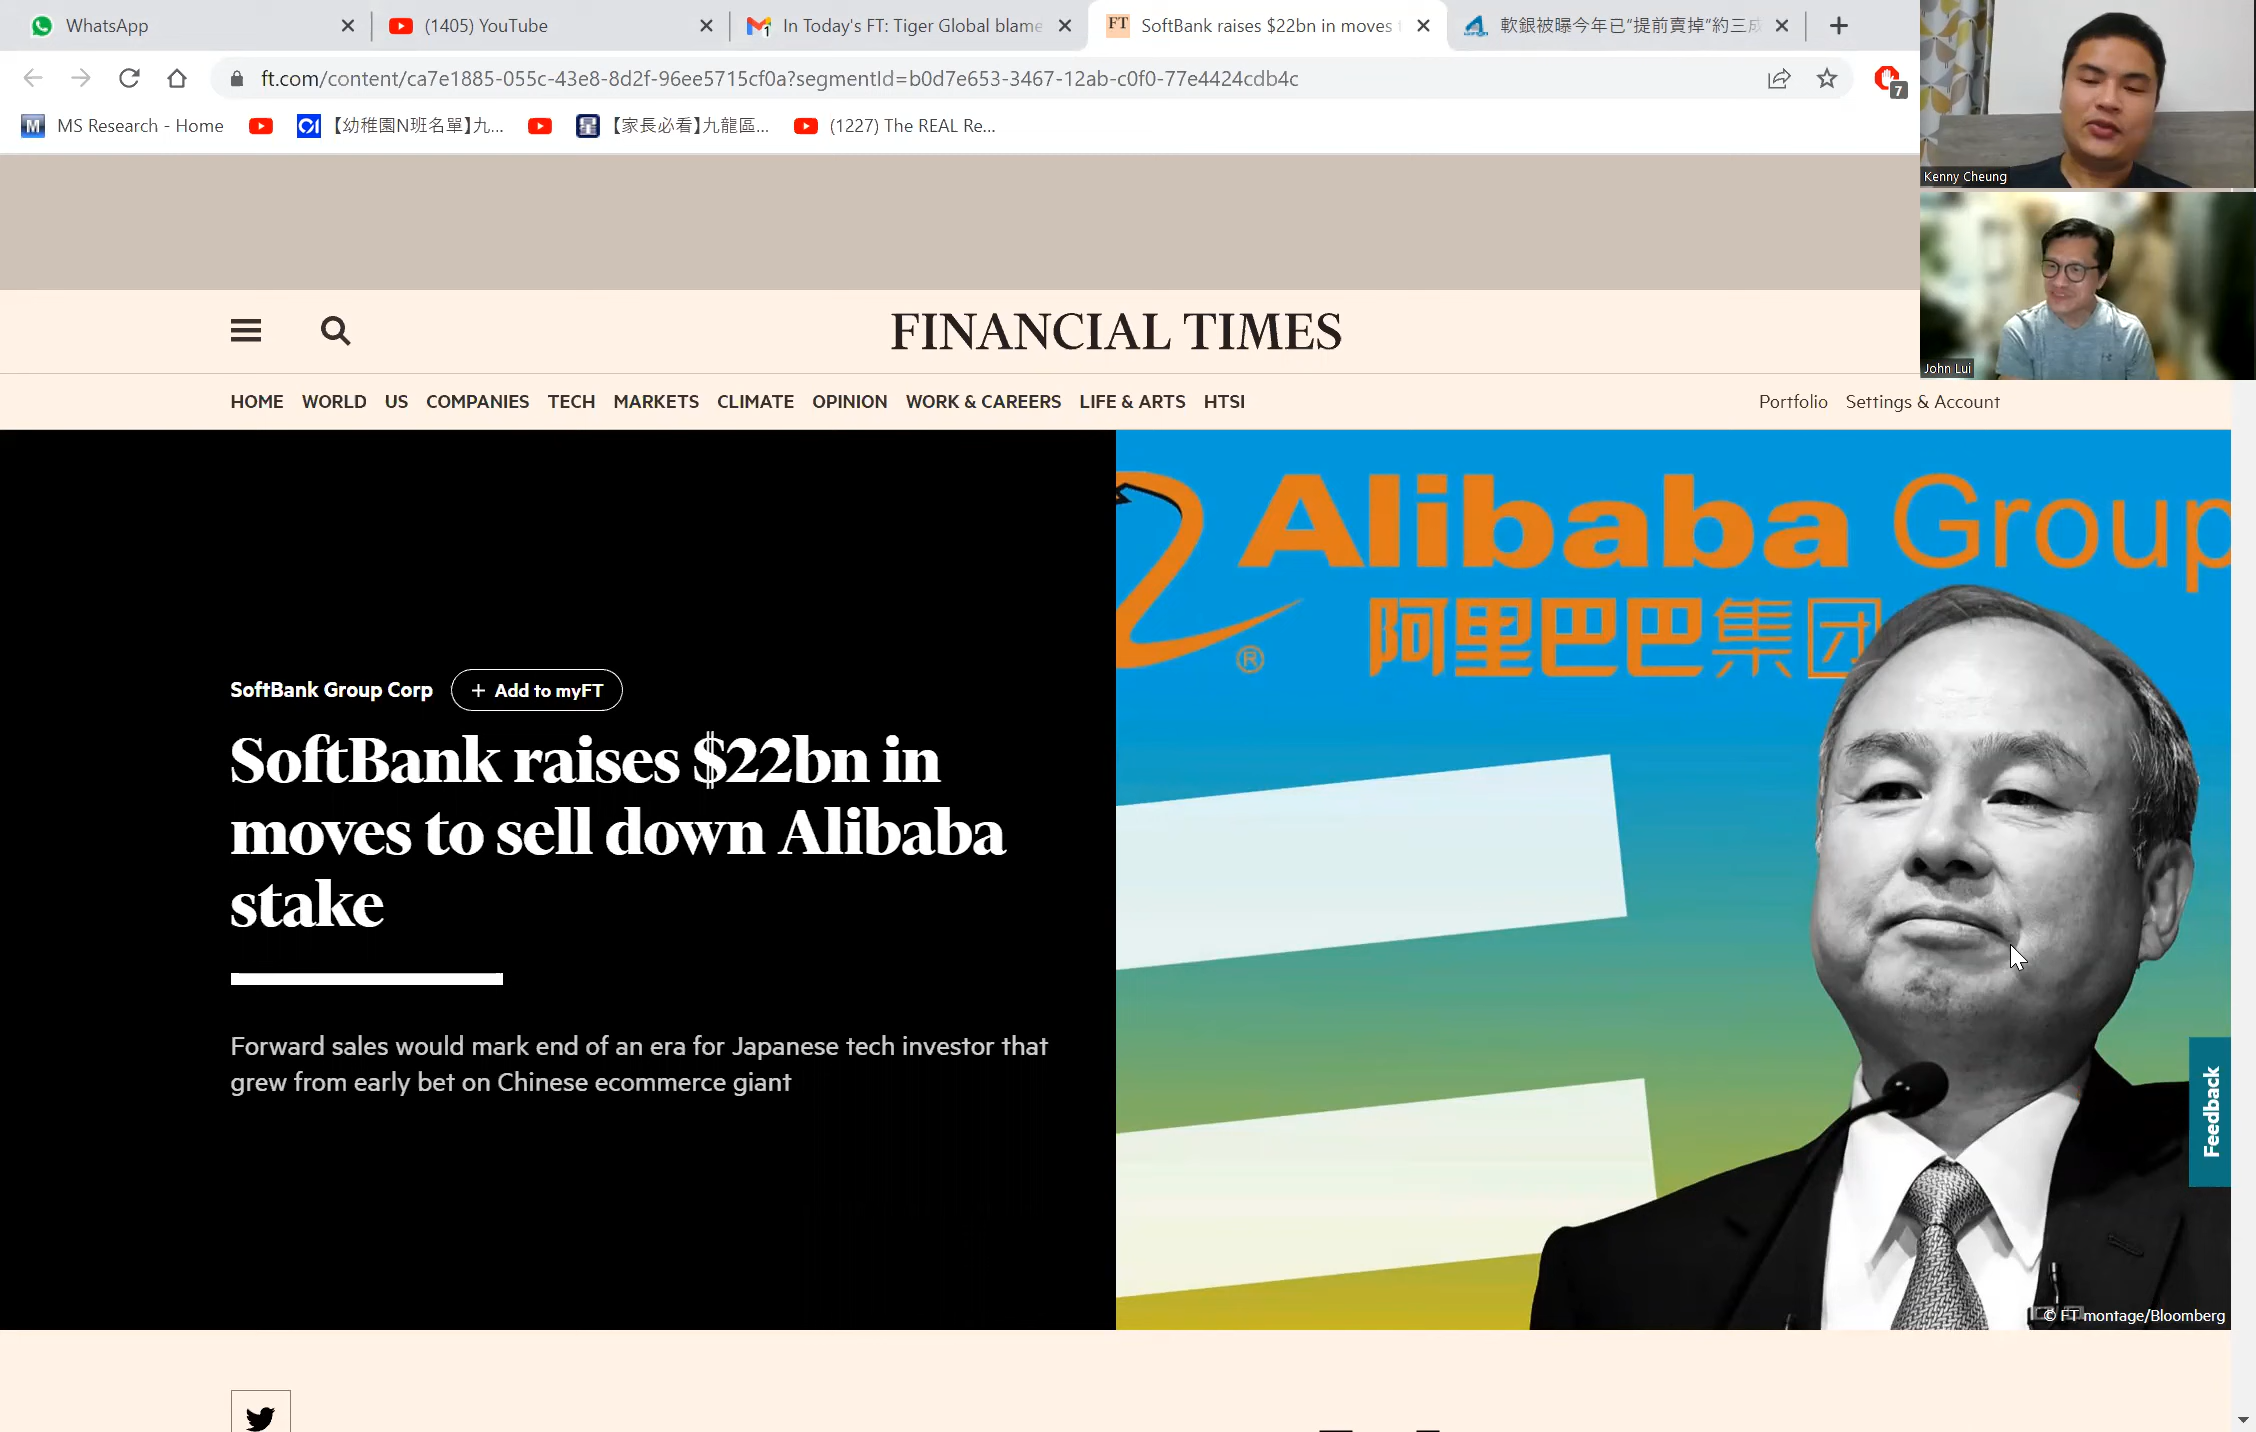 WhatsApp
(1405) YouTube
In Today's FT: Tiger Global blame
FT SoftBank raises $22bn in moves
軟銀被曝今年已“提前賣掉”約三成
ft.com/content/ca7e1885-055c-43e8-8d2f-96ee5715cf0a?segmentId=b0d7e653-3467-12ab-c0f0-77e4424cdb4c
7
M MS Research - Home
【幼稚園N班名單】九...
【家長必看】九龍區...
(1227) The REAL Re...
Kenny Cheung
John Lui
FINANCIAL TIMES
HOME WORLD US COMPANIES TECH MARKETS CLIMATE OPINION WORK & CAREERS LIFE & ARTS HTSI
Portfolio Settings & Account
Alibaba Group
阿里巴巴集团
®
SoftBank Group Corp
+ Add to myFT
SoftBank raises $22bn in
moves to sell down Alibaba
stake
Forward sales would mark end of an era for Japanese tech investor that
grew from early bet on Chinese ecommerce giant
Feedback
© FT montage/Bloomberg